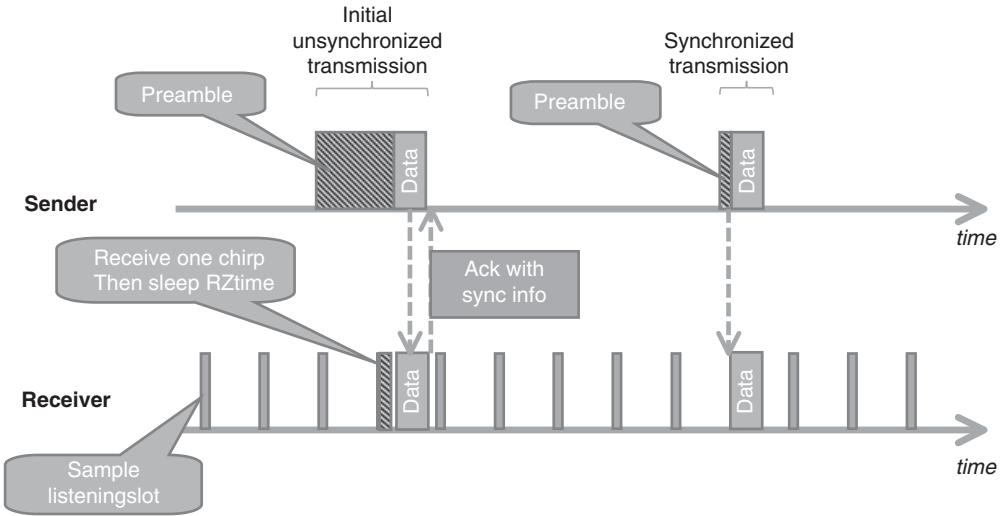 Initial
unsynchronized
transmission
Synchronized
transmission
Preamble
Preamble
Data
Data
Sender
time
Receive one chirp
Then sleep RZtime
Ack with
sync info
Data
Data
Receiver
time
Sample
listeningslot